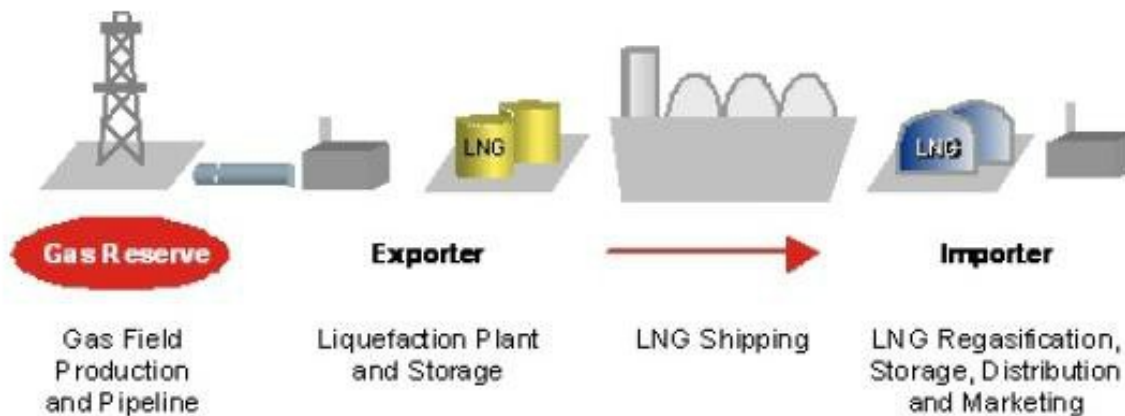 LNG
LNG
Gas Reserve
Exporter
Importer
Gas Field
Production
and Pipeline
Liquefaction Plant
and Storage
LNG Shipping
LNG Regasification,
Storage, Distribution
and Marketing